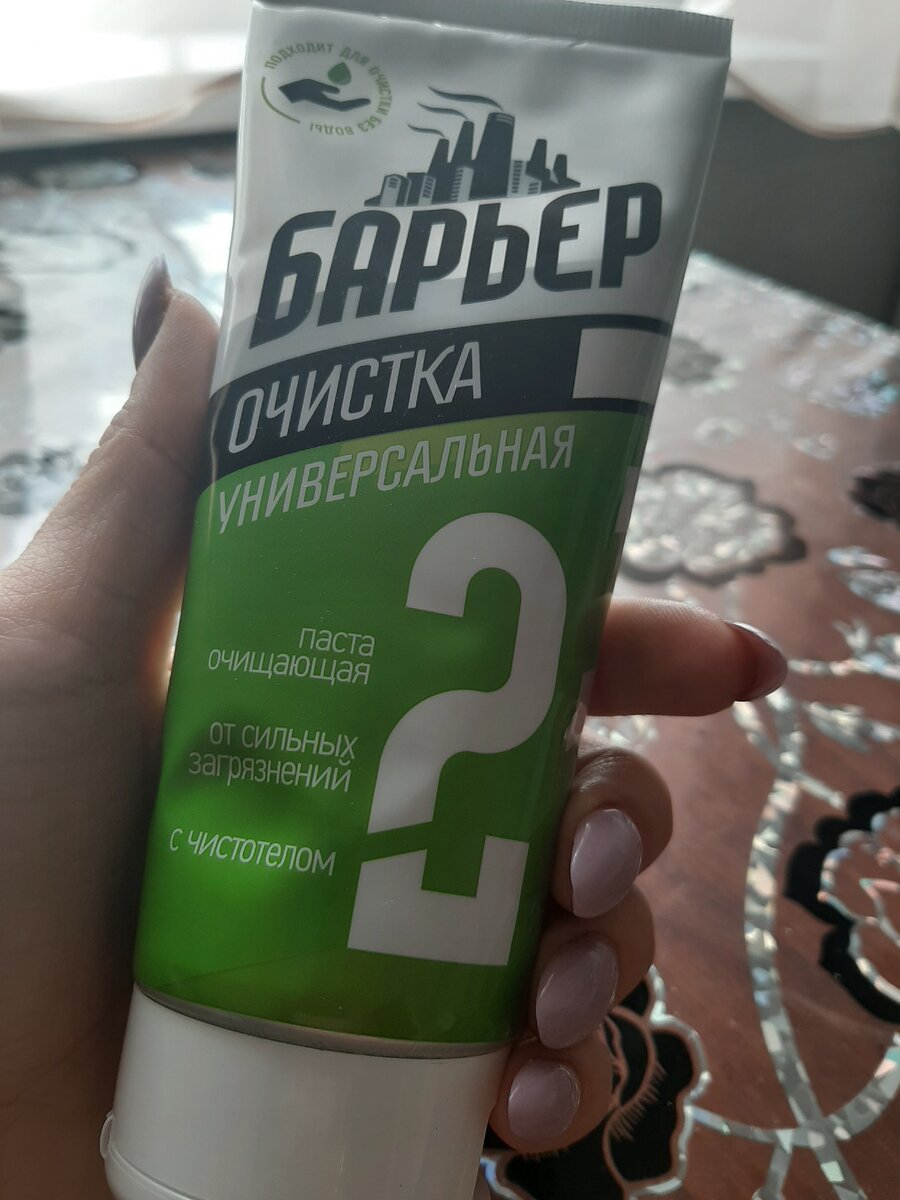 ПОДХОДИТ ДЛЯ ОЧИСТКИ БЕЗ ВОДЫ
БАРЬЕР
ОЧИСТКА
УНИВЕРСАЛЬНАЯ
2
паста
очищающая
от сильных
загрязнений
с чистотелом